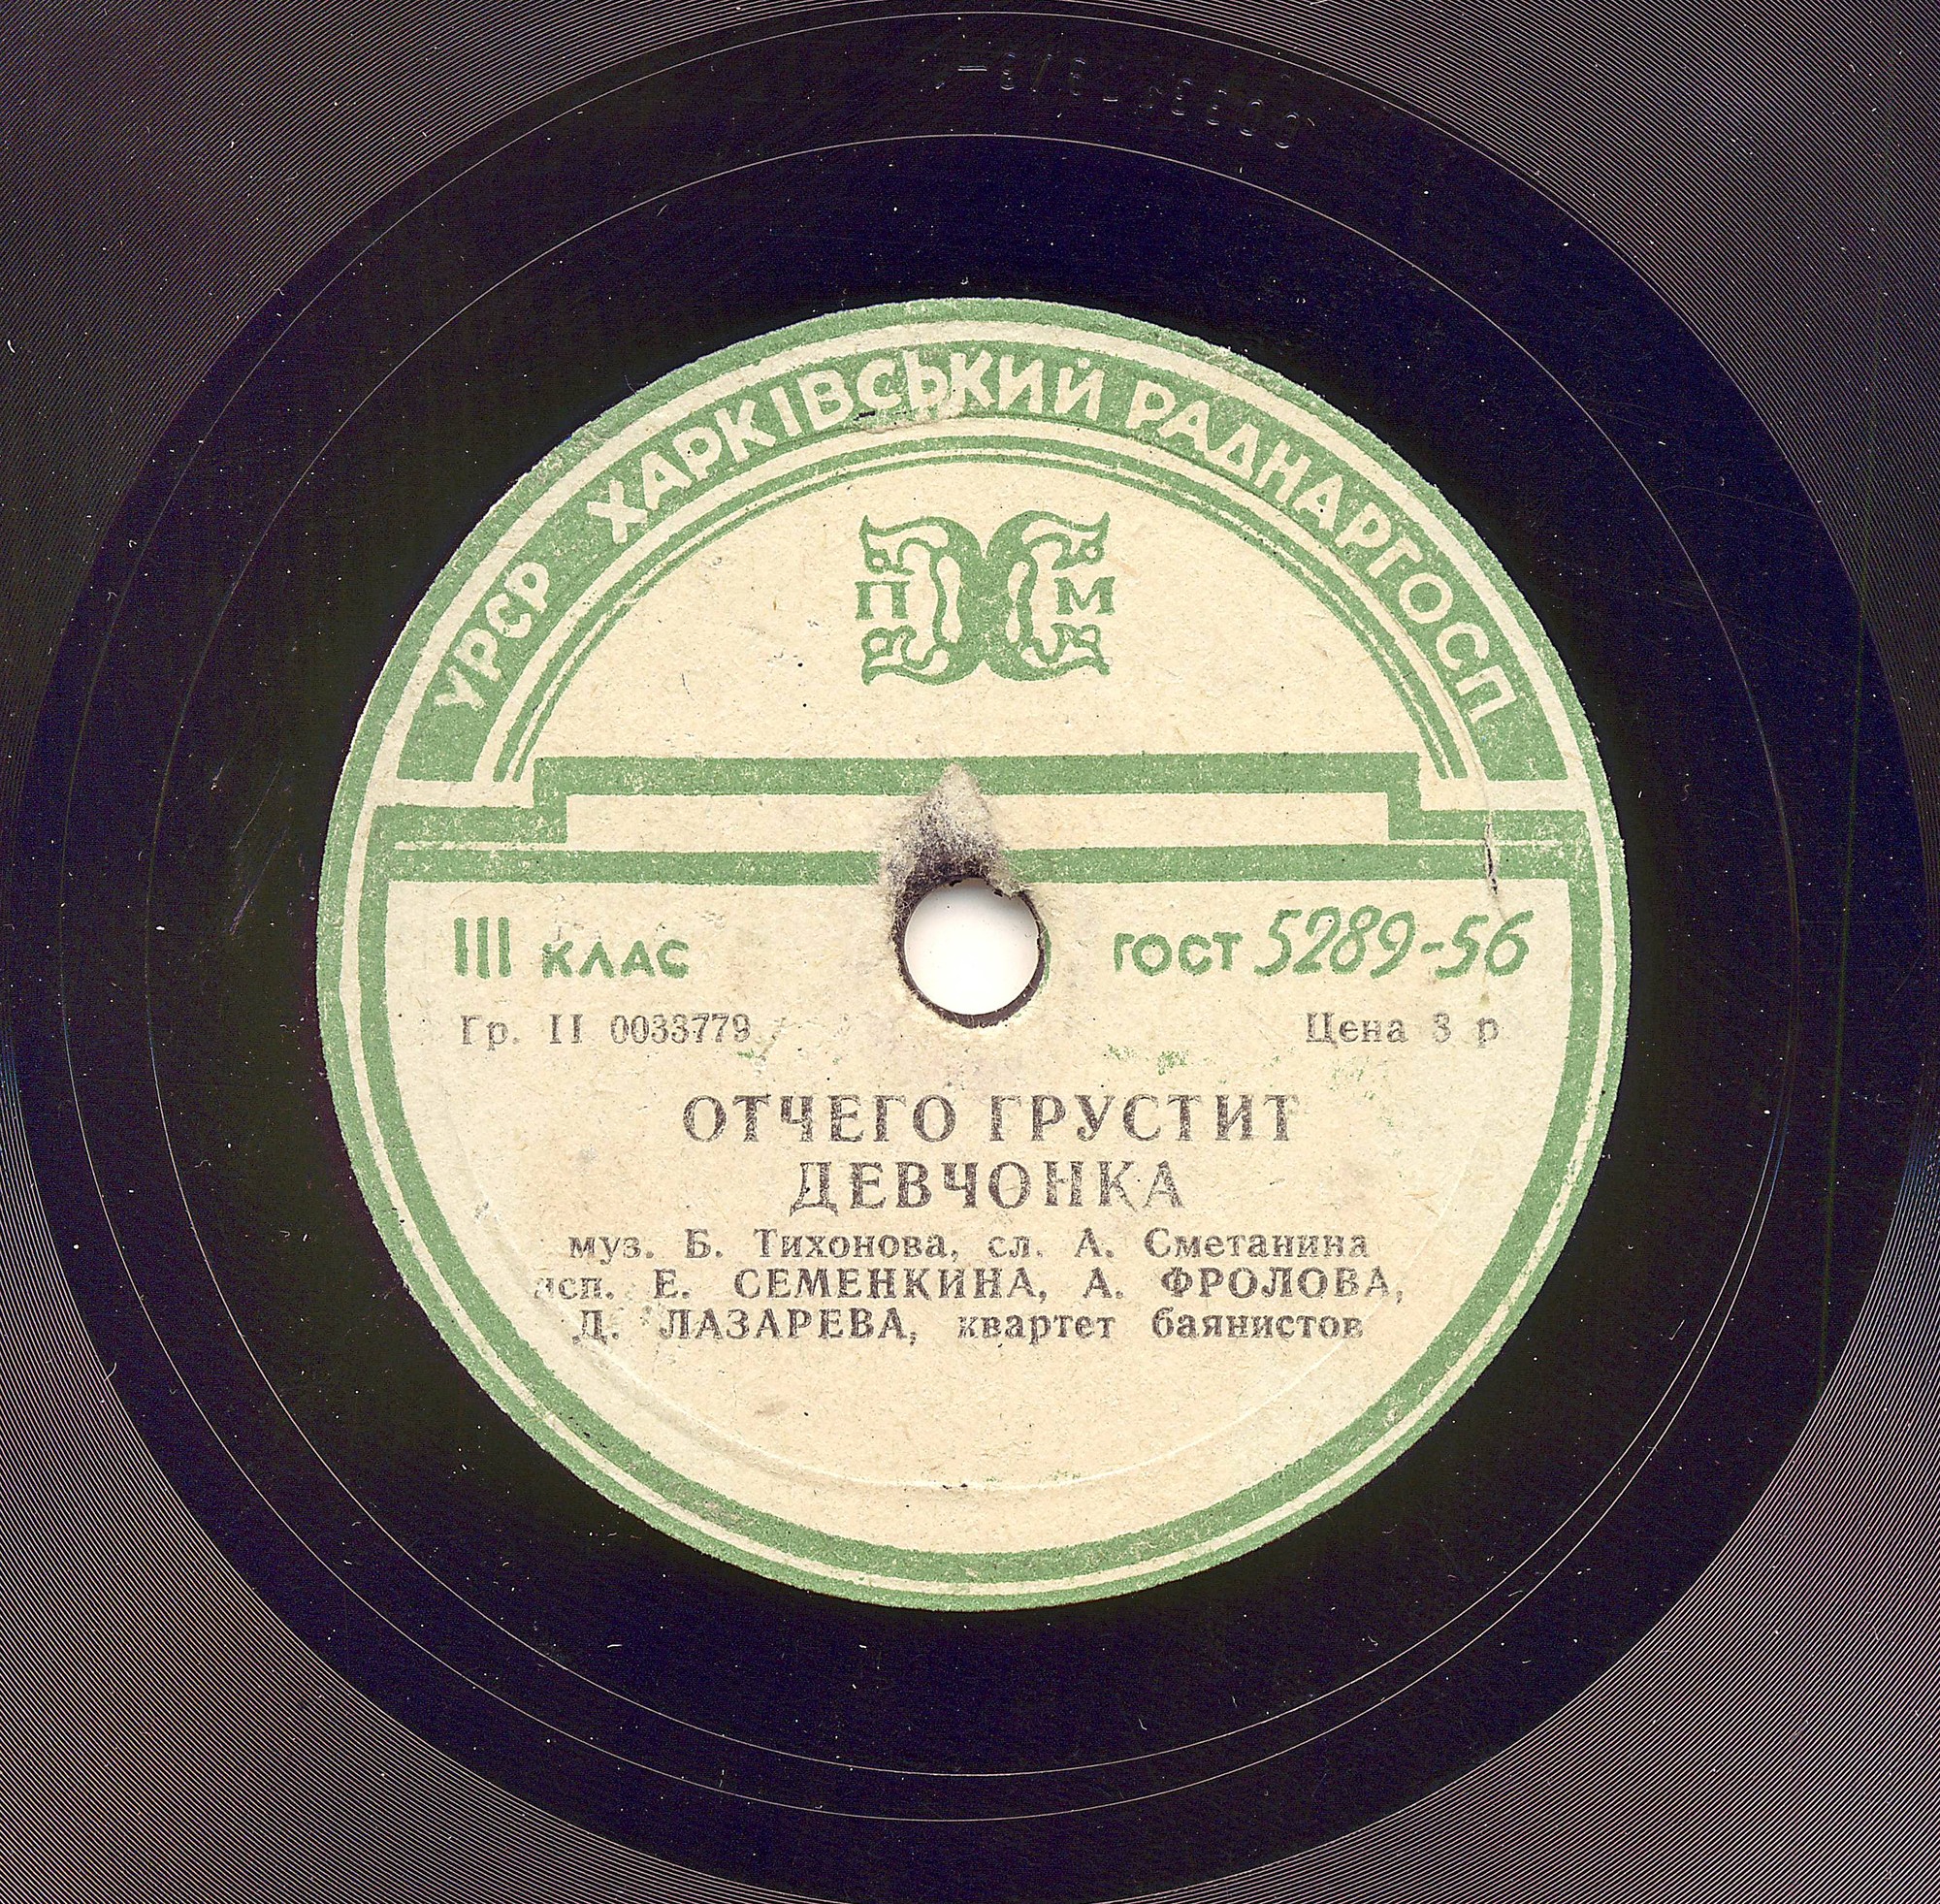 УРСР ХАРКІВСЬКИЙ РАДНАРГОСП
П М
III КЛАС ГОСТ 5289-56
Гр. II 0033779 Цена 3 р
ОТЧЕГО ГРУСТИТ
ДЕВЧОНКА
муз. Б. Тихонова, сл. А. Сметанина
исп. Е. СЕМЕНКИНА, А. ФРОЛОВА,
Д. ЛАЗАРЕВА, квартет баянистов